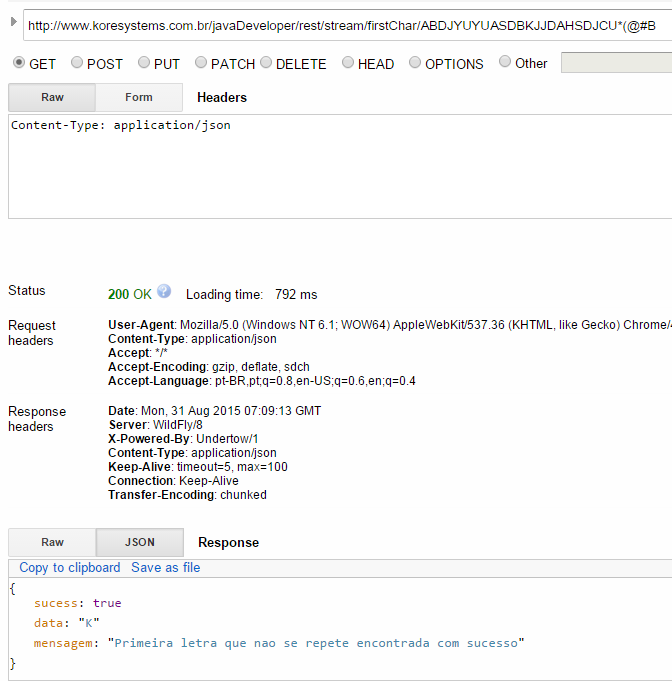 http://www.koresystems.com.br/javaDeveloper/rest/stream/firstChar/ABDJYUYUASDBKJJDAHSDJCU*(@#B
GET POST PUT PATCH DELETE HEAD OPTIONS Other
Raw Form Headers
Content-Type: application/json
Status 200 OK ? Loading time: 792 ms
Request headers
User-Agent: Mozilla/5.0 (Windows NT 6.1; WOW64) AppleWebKit/537.36 (KHTML, like Gecko) Chrome/4
Content-Type: application/json
Accept: */*
Accept-Encoding: gzip, deflate, sdch
Accept-Language: pt-BR,pt;q=0.8,en-US;q=0.6,en;q=0.4
Response headers
Date: Mon, 31 Aug 2015 07:09:13 GMT
Server: WildFly/8
X-Powered-By: Undertow/1
Content-Type: application/json
Keep-Alive: timeout=5, max=100
Connection: Keep-Alive
Transfer-Encoding: chunked
Raw JSON Response
Copy to clipboard Save as file
{
sucess: true
data: "K"
mensagem: "Primeira letra que nao se repete encontrada com sucesso"
}